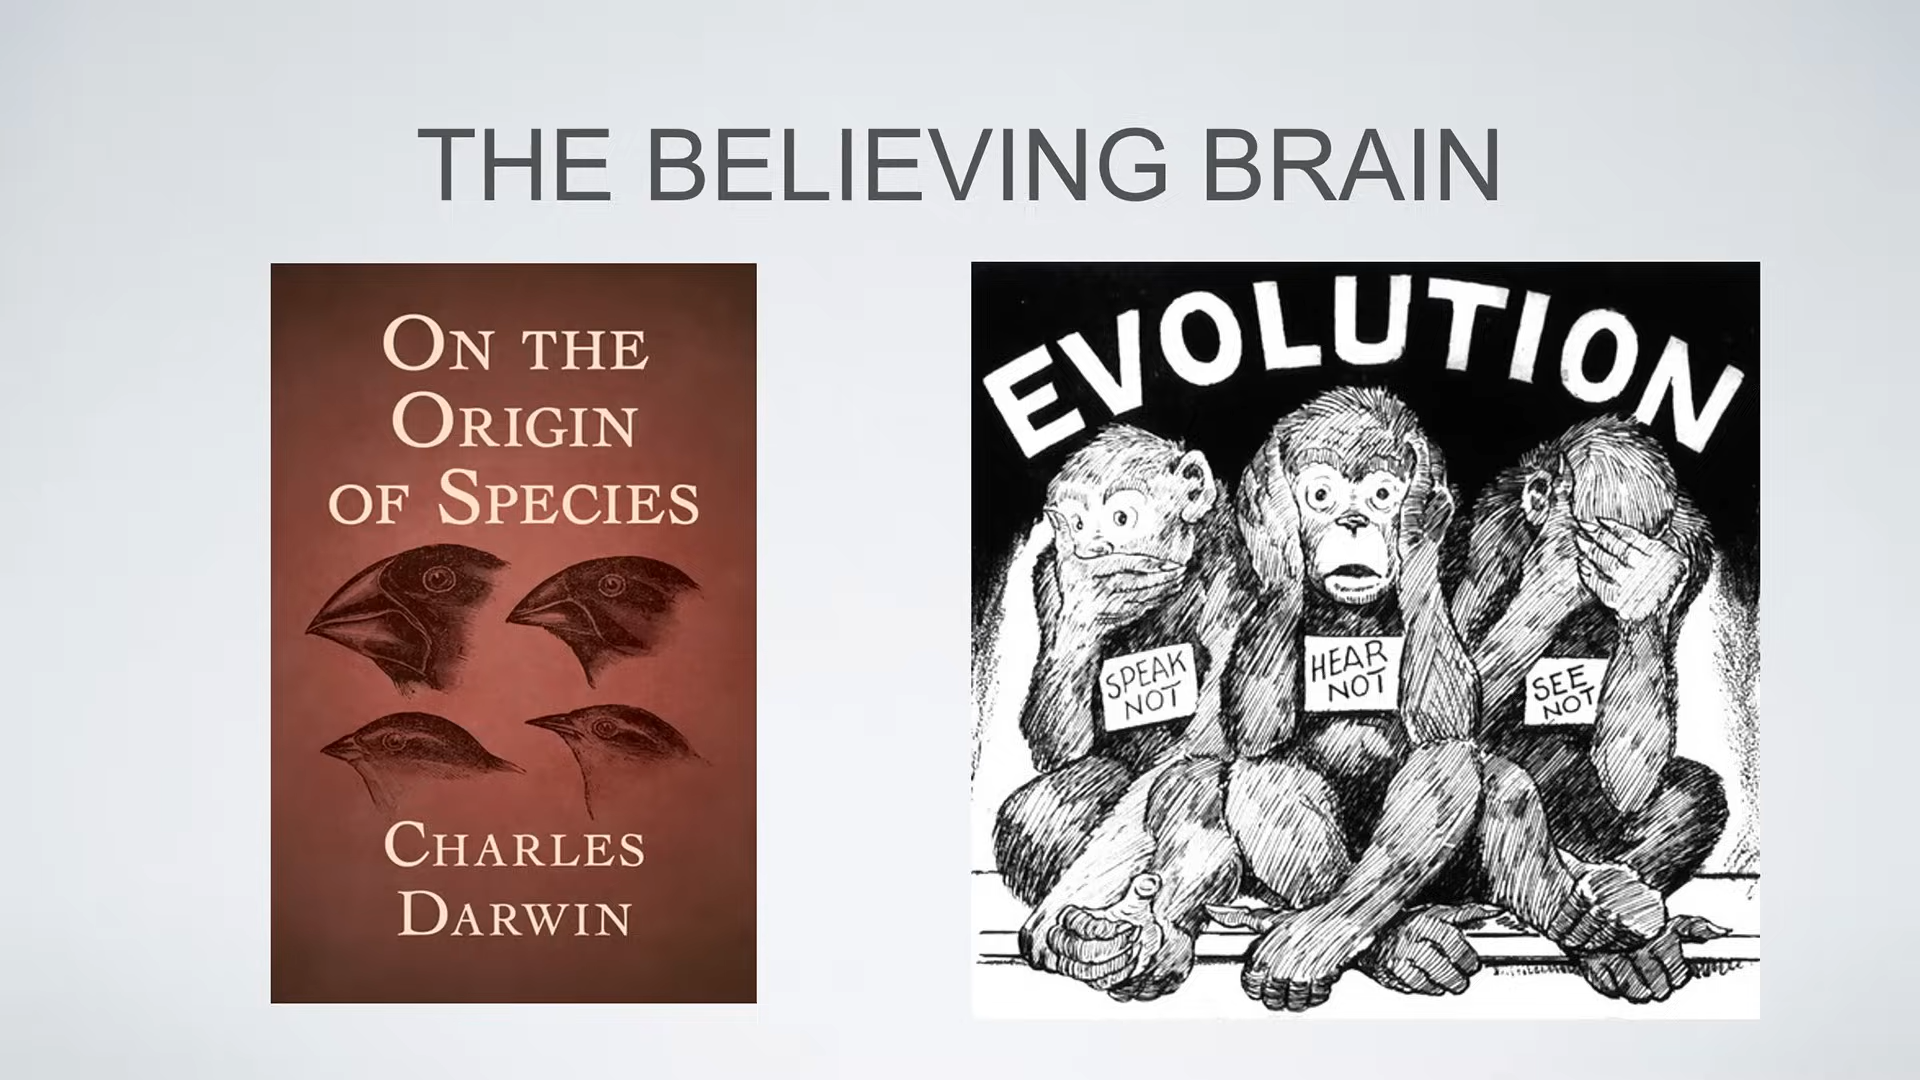 THE BELIEVING BRAIN
ON THE
ORIGIN
OF SPECIES
CHARLES
DARWIN
EVOLUTION
SPEAK
NOT
HEAR
NOT
SEE
NOT